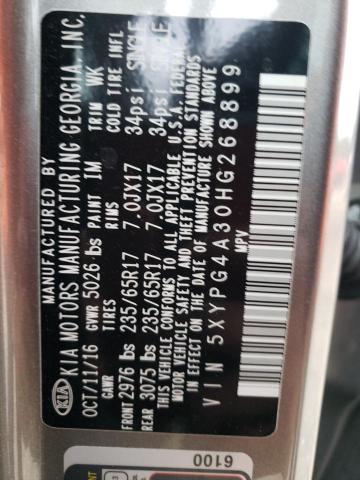 MANUFACTURED BY
KIA MOTORS MANUFACTURING GEORGIA, INC.
KIA
OCT/11/16 GVWR 5026 lbs PAINT IM TRIM WK
GAWR TIRES RIMS COLD TIRE INFL
FRONT 2976 lbs 235/65R17 7.0JX17 34psi SINGLE
REAR 3075 lbs 235/65R17 7.0JX17 34psi SINGLE
THIS VEHICLE CONFORMS TO ALL APPLICABLE U.S.A. FEDERAL
MOTOR VEHICLE SAFETY AND THEFT PREVENTION STANDARDS
IN EFFECT ON THE DATE OF MANUFACTURE SHOWN ABOVE
VIN 5XYPG4A30HG268899
MPV
6100